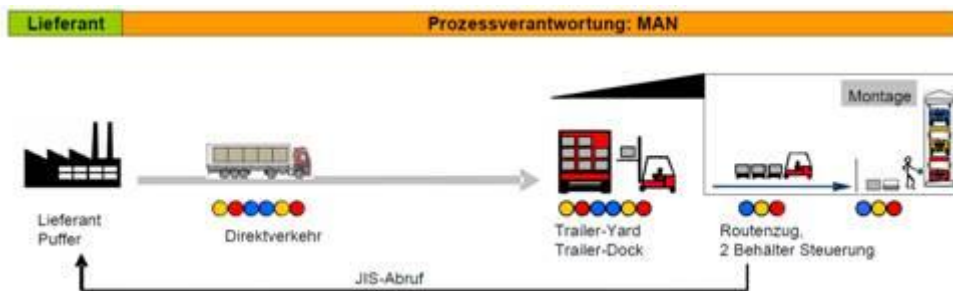 Lieferant
Prozessverantwortung: MAN
Montage
Lieferant
Puffer
Direktverkehr
Trailer-Yard
Trailer-Dock
Routenzug,
2 Behälter Steuerung
JIS-Abruf